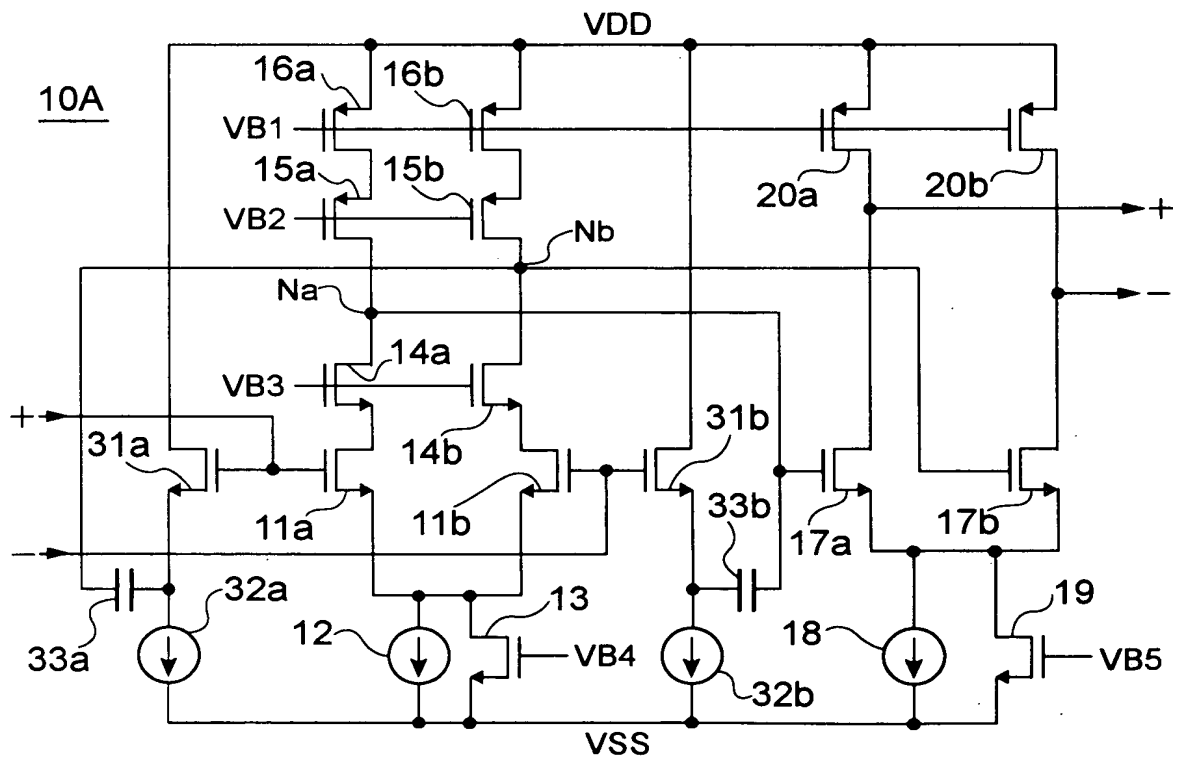 VDD
10A
16a
16b
VB1
15a
15b
20a
20b
VB2
+
Nb
Na
−
14a
VB3
+
31a
14b
31b
11a
11b
33b
17a
17b
−
32a
12
13
18
19
33a
VB4
VB5
32b
VSS